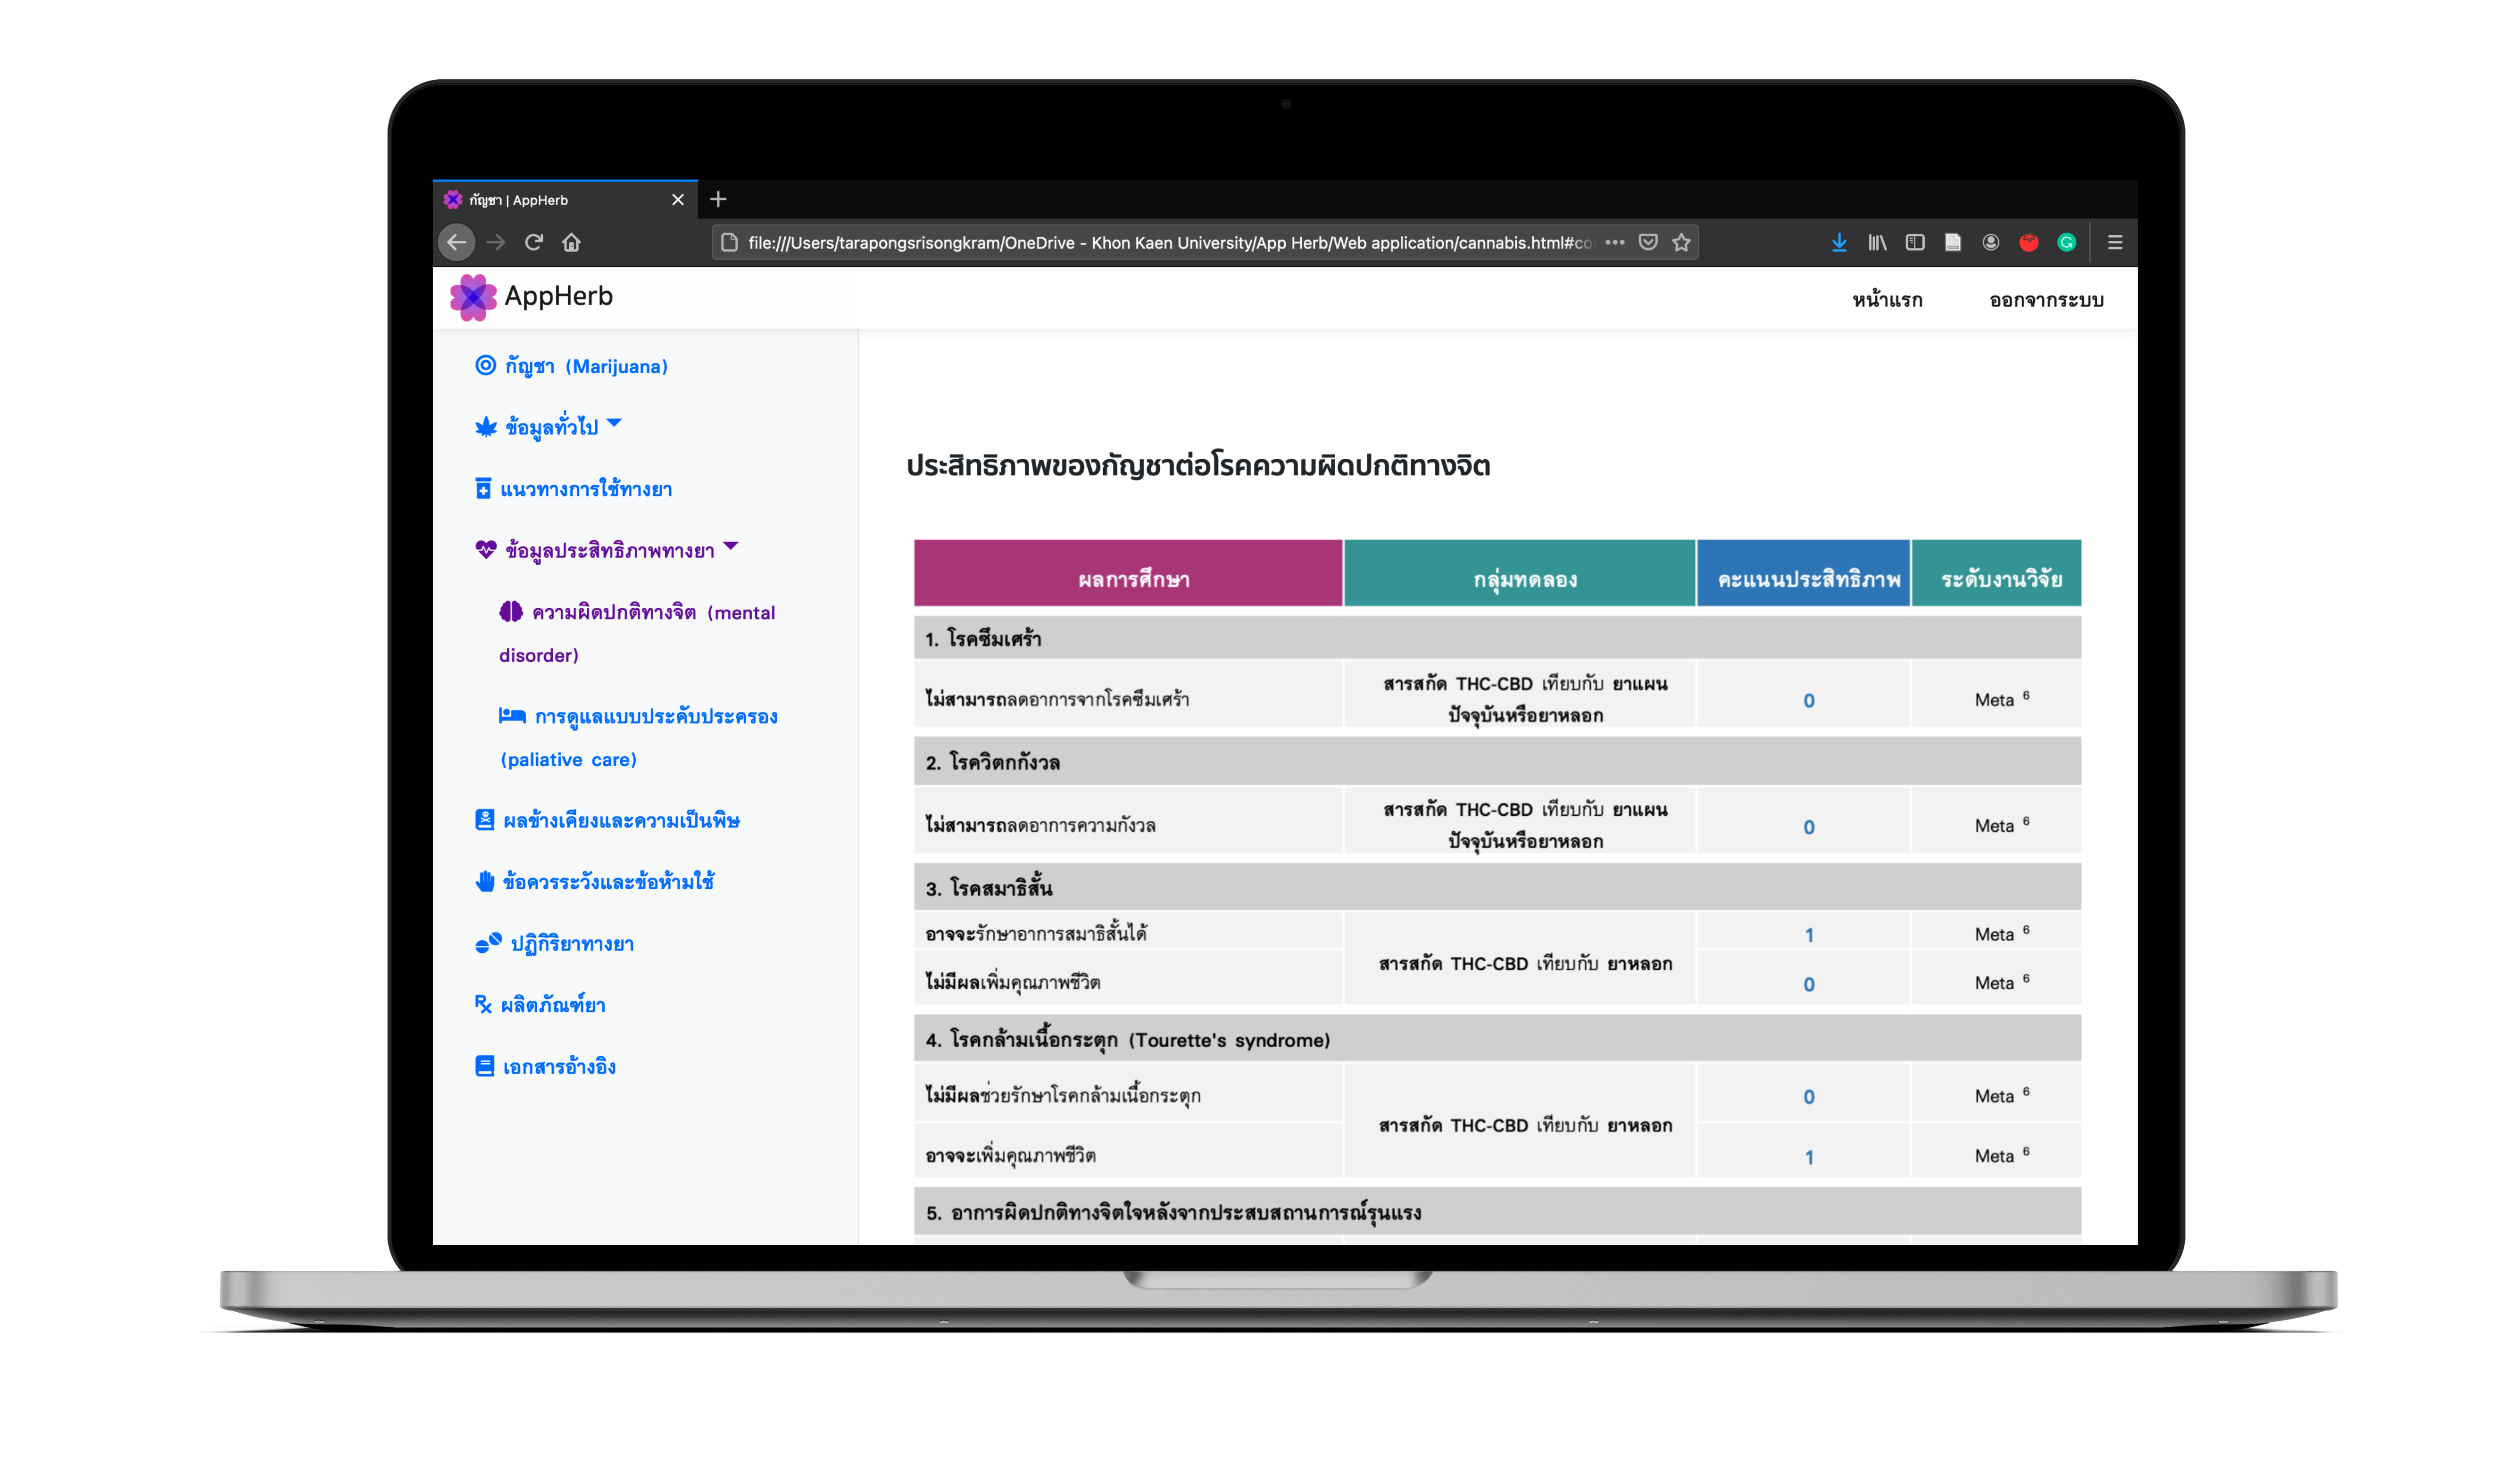 กัญชา | AppHerb
file:///Users/tarapongsrisongkram/OneDrive - Khon Kaen University/App Herb/Web application/cannabis.html#co
AppHerb
หน้าแรก
ออกจากระบบ
กัญชา (Marijuana)
ข้อมูลทั่วไป
แนวทางการใช้ทางยา
ข้อมูลประสิทธิภาพทางยา
ความผิดปกติทางจิต (mental
disorder)
การดูแลแบบประคับประครอง
(paliative care)
ผลข้างเคียงและความเป็นพิษ
ข้อควรระวังและข้อห้ามใช้
ปฏิกิริยาทางยา
ผลิตภัณฑ์ยา
เอกสารอ้างอิง
ประสิทธิภาพของกัญชาต่อโรคความผิดปกติทางจิต
ผลการศึกษา กลุ่มทดลอง คะแนนประสิทธิภาพ ระดับงานวิจัย
1. โรคซึมเศร้า
ไม่สามารถลดอาการจากโรคซึมเศร้า
สารสกัด THC-CBD เทียบกับ ยาแผน
ปัจจุบันหรือยาหลอก
0
Meta 6
2. โรควิตกกังวล
ไม่สามารถลดอาการความกังวล
สารสกัด THC-CBD เทียบกับ ยาแผน
ปัจจุบันหรือยาหลอก
0
Meta 6
3. โรคสมาธิสั้น
อาจจะรักษาอาการสมาธิสั้นได้
สารสกัด THC-CBD เทียบกับ ยาหลอก
1
Meta 6
ไม่มีผลเพิ่มคุณภาพชีวิต
0
Meta 6
4. โรคกล้ามเนื้อกระตุก (Tourette's syndrome)
ไม่มีผลช่วยรักษาโรคกล้ามเนื้อกระตุก
สารสกัด THC-CBD เทียบกับ ยาหลอก
0
Meta 6
อาจจะเพิ่มคุณภาพชีวิต
1
Meta 6
5. อาการผิดปกติทางจิตใจหลังจากประสบสถานการณ์รุนแรง